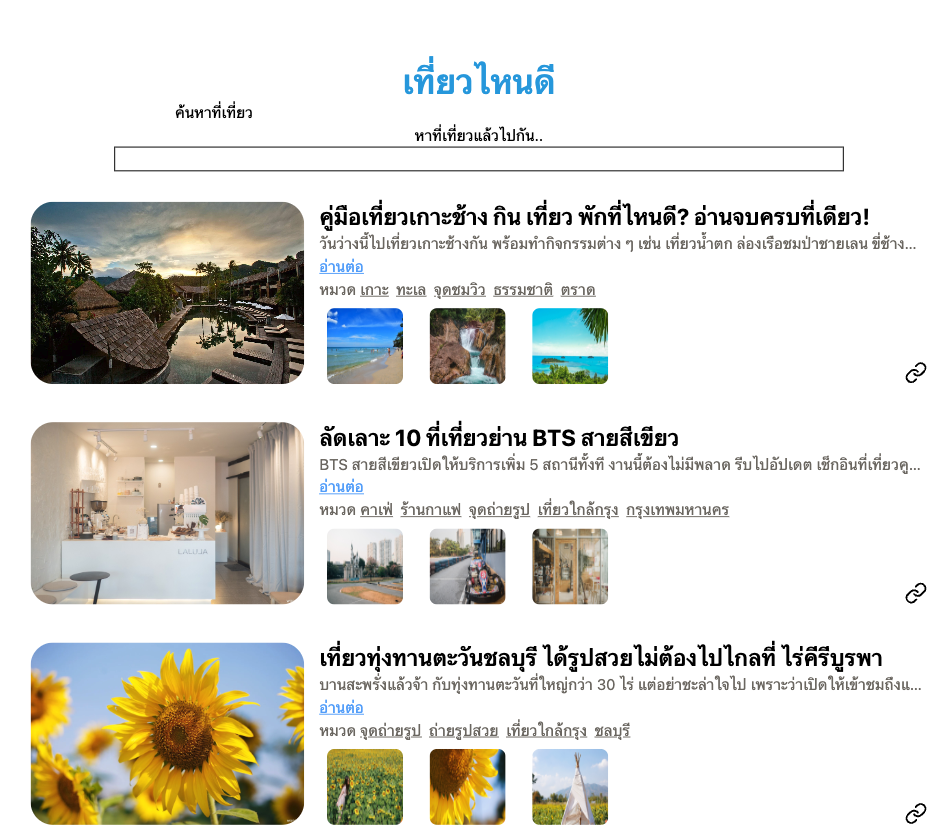 เที่ยวไหนดี
ค้นหาที่เที่ยว
หาที่เที่ยวแล้วไปกัน..
คู่มือเที่ยวเกาะช้าง กิน เที่ยว พักที่ไหนดี? อ่านจบครบที่เดียว!
วันว่างนี้ไปเที่ยวเกาะช้างกัน พร้อมทำกิจกรรมต่าง ๆ เช่น เที่ยวน้ำตก ล่องเรือชมป่าชายเลน ขี่ช้าง...
อ่านต่อ
หมวด เกาะ ทะเล จุดชมวิว ธรรมชาติ ตราด
ลัดเลาะ 10 ที่เที่ยวย่าน BTS สายสีเขียว
BTS สายสีเขียวเปิดให้บริการเพิ่ม 5 สถานีทั้งที งานนี้ต้องไม่มีพลาด รีบไปอัปเดต เช็กอินที่เที่ยวคู...
อ่านต่อ
หมวด คาเฟ่ ร้านกาแฟ จุดถ่ายรูป เที่ยวใกล้กรุง กรุงเทพมหานคร
LALLIA
เที่ยวทุ่งทานตะวันชลบุรี ได้รูปสวยไม่ต้องไปไกลที่ ไร่คีรีบูรพา
บานสะพรั่งแล้วจ้า กับทุ่งทานตะวันที่ใหญ่กว่า 30 ไร่ แต่อย่าชะล่าใจไป เพราะว่าเปิดให้เข้าชมถึงแ...
อ่านต่อ
หมวด จุดถ่ายรูป ถ่ายรูปสวย เที่ยวใกล้กรุง ชลบุรี